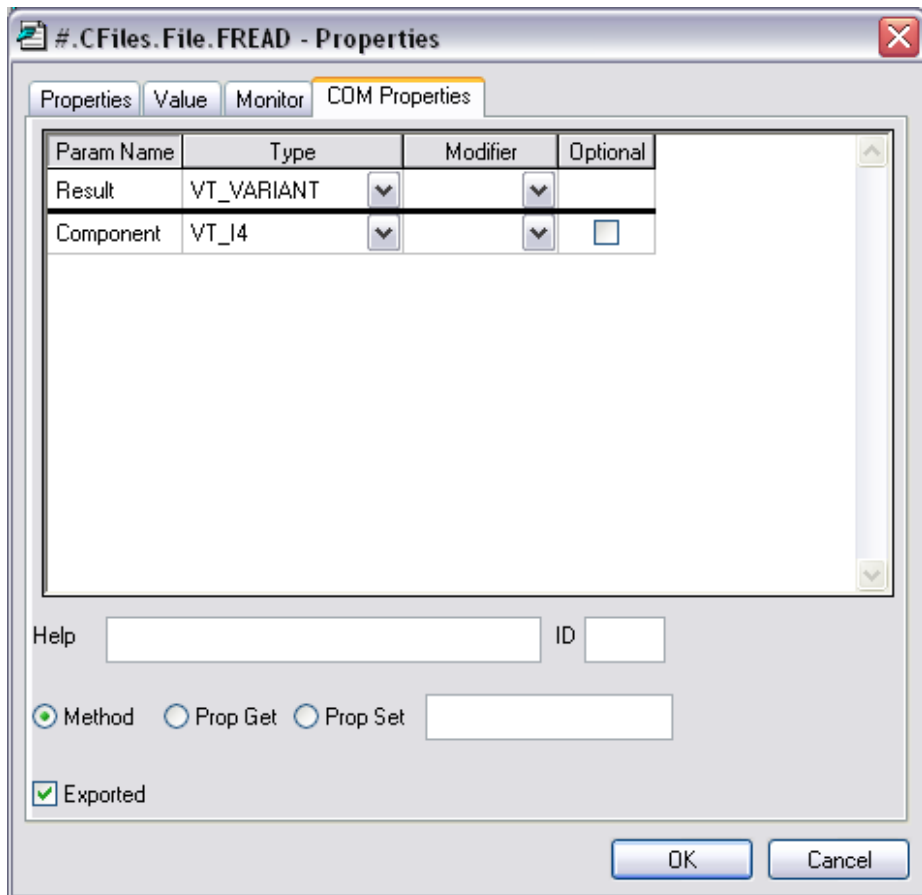 #.CFiles.File.FREAD - Properties
Properties Value Monitor COM Properties
Param Name Type Modifier Optional
Result VT_VARIANT
Component VT_I4
Help ID
Method Prop Get Prop Set
Exported
OK Cancel